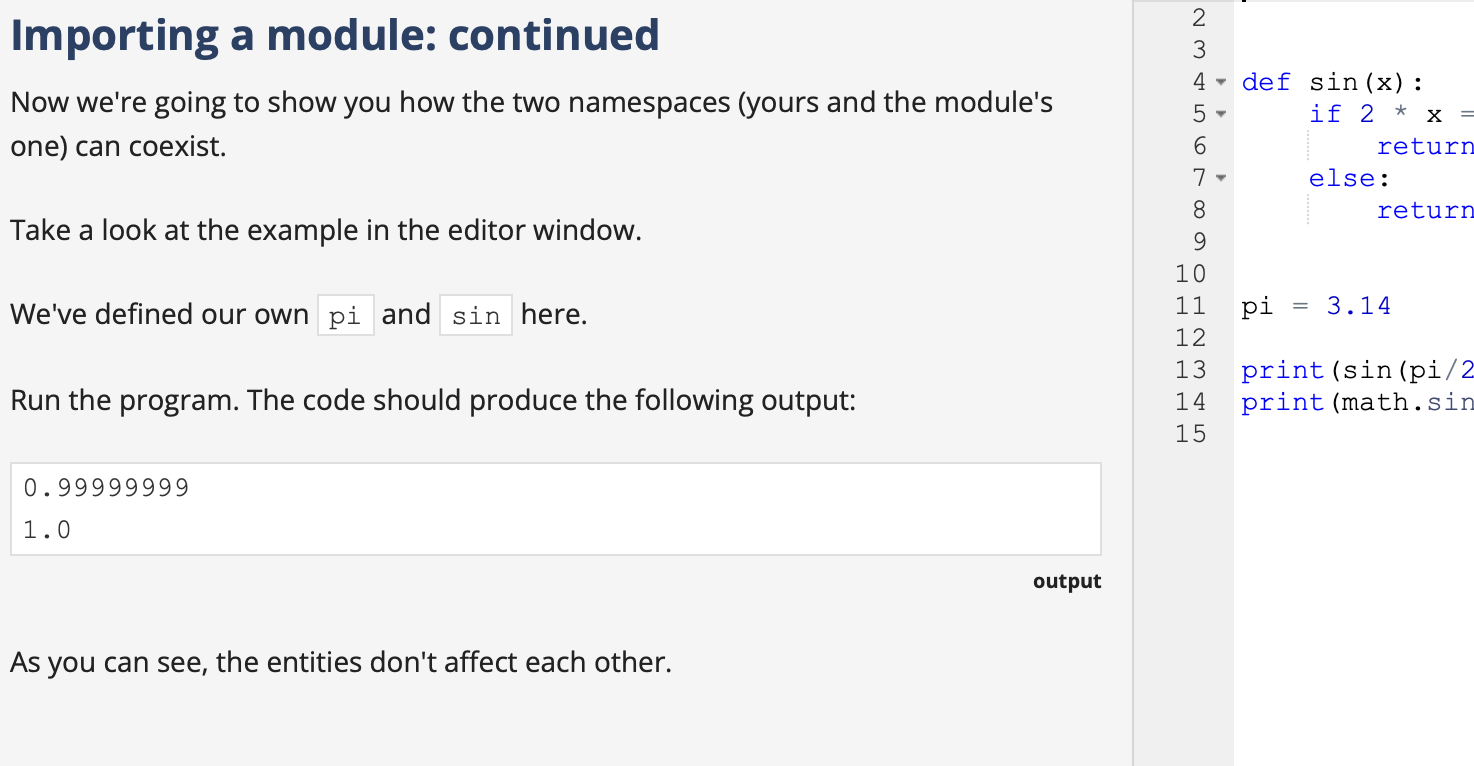 Importing a module: continued
Now we're going to show you how the two namespaces (yours and the module's
one) can coexist.
Take a look at the example in the editor window.
We've defined our own pi and sin here.
Run the program. The code should produce the following output:
0.99999999
1.0
output
As you can see, the entities don't affect each other.
2
3
4 def sin(x):
5 if 2 * x =
6 return
7 else:
8 return
9
10
11 pi = 3.14
12
13 print(sin(pi/2
14 print(math.sin
15